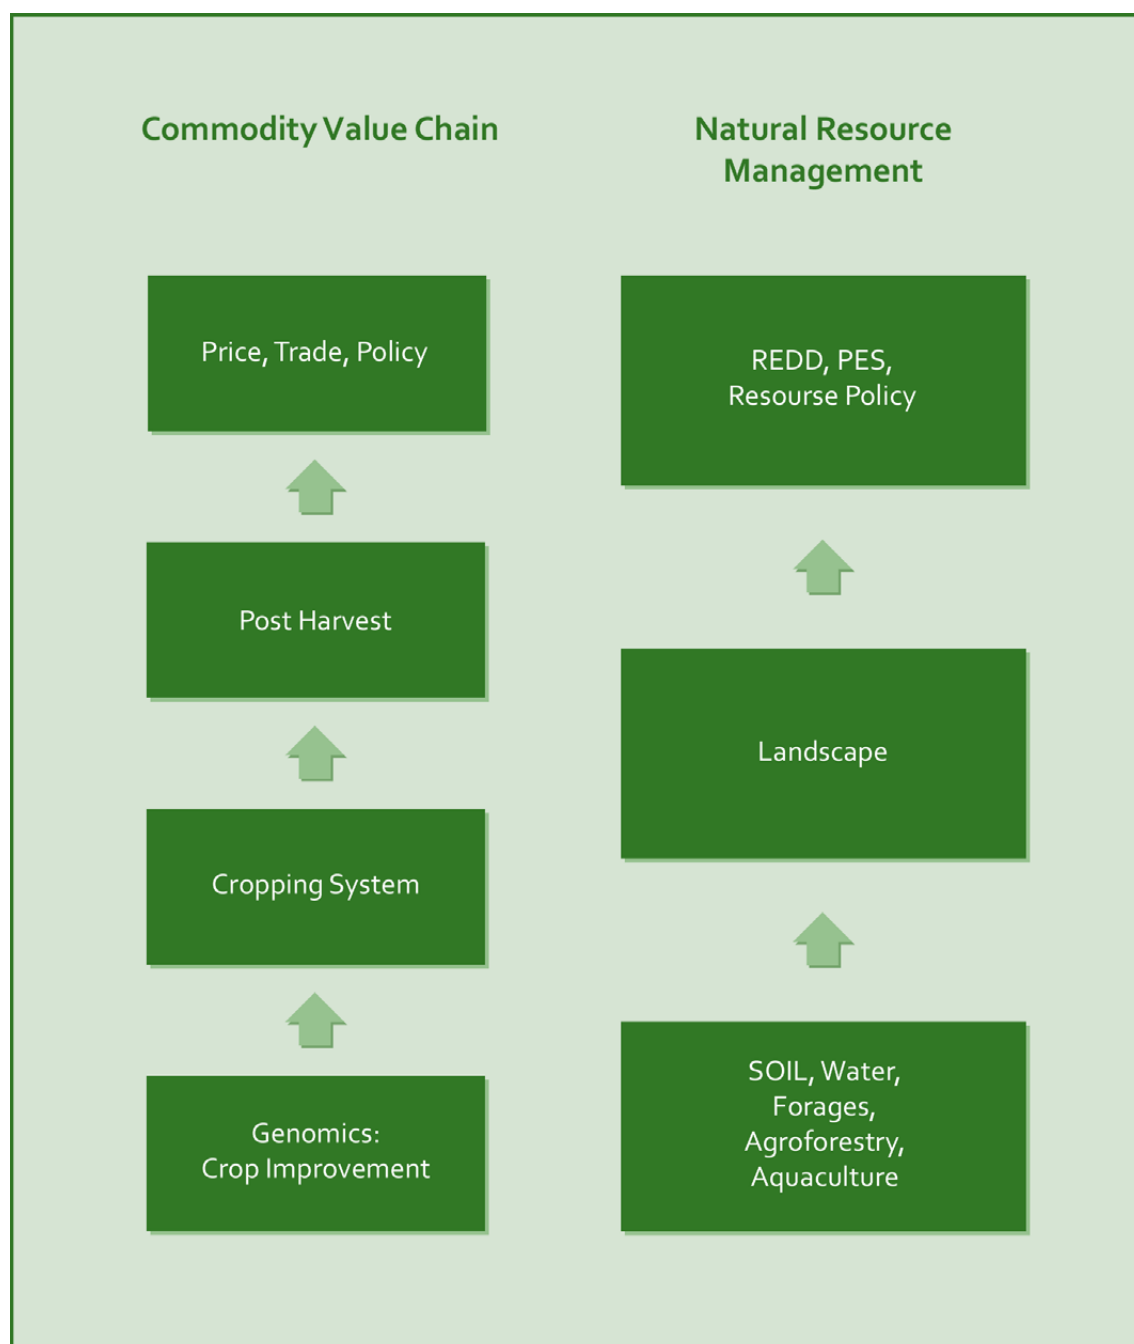 Commodity Value Chain
Price, Trade, Policy
Post Harvest
Cropping System
Genomics:
Crop Improvement
Natural Resource
Management
REDD, PES,
Resourse Policy
Landscape
SOIL, Water,
Forages,
Agroforestry,
Aquaculture